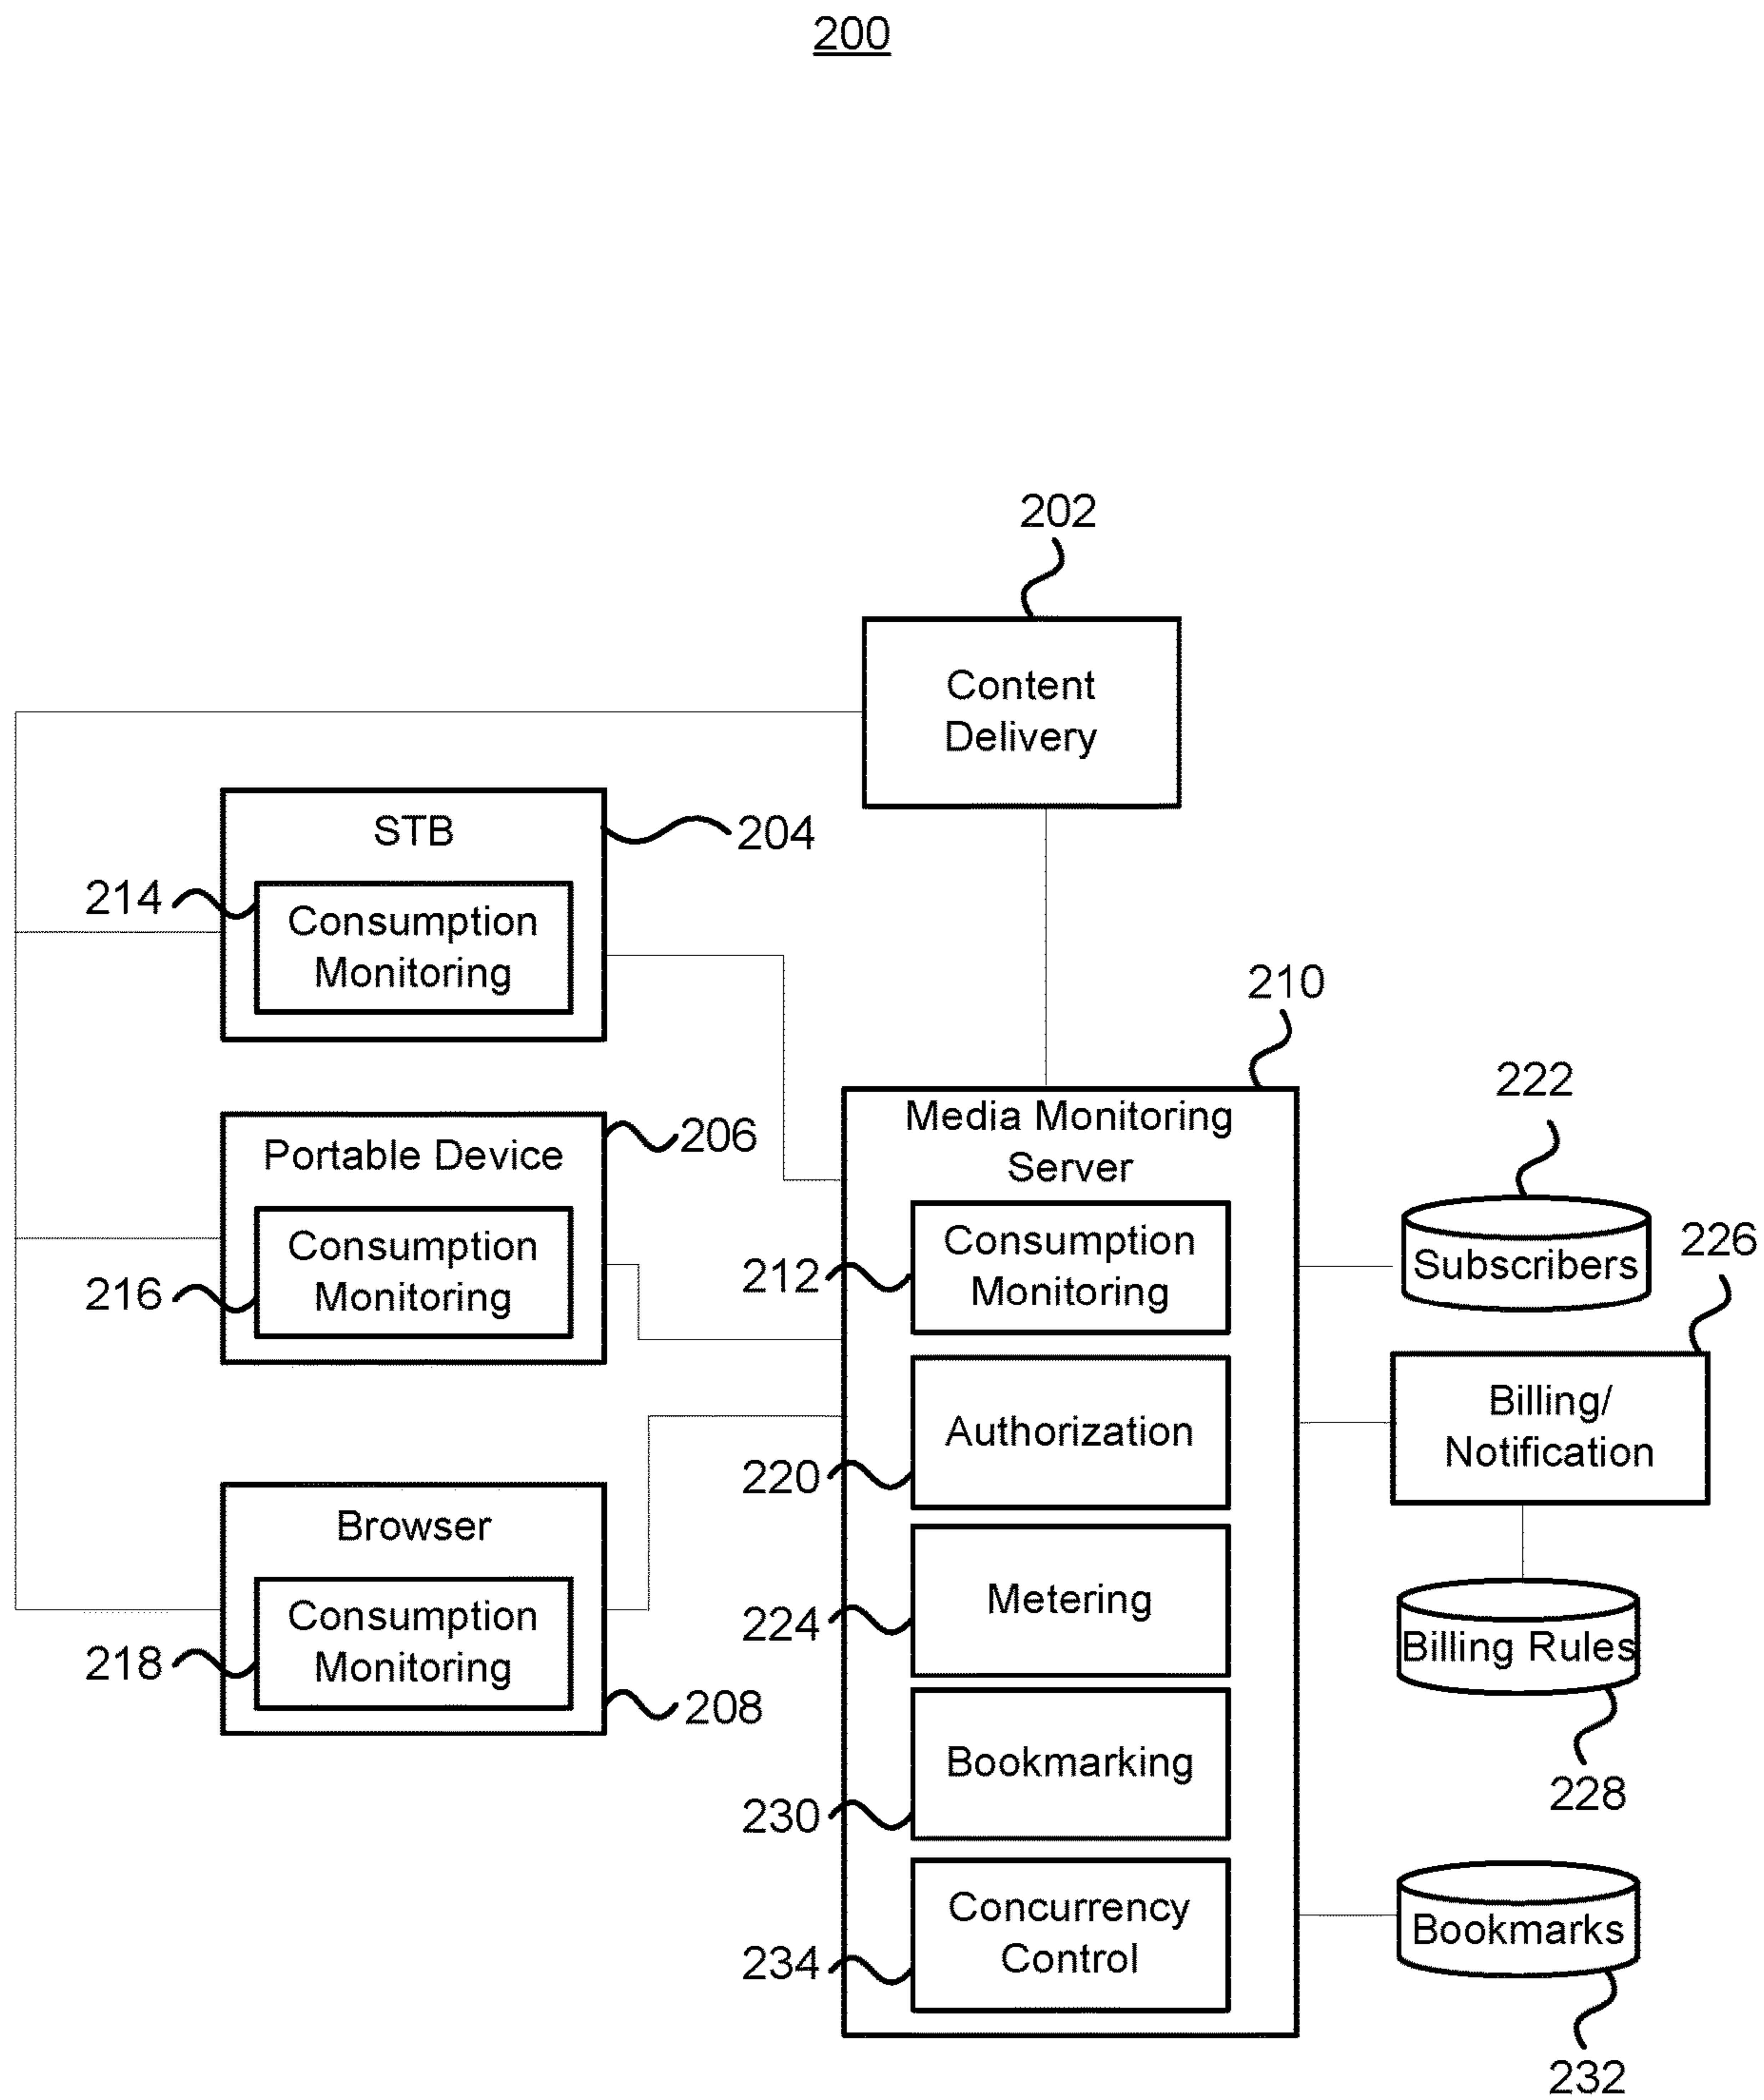 200
202
Content
Delivery
STB
204
214
Consumption
Monitoring
210
Media Monitoring
Server
222
Portable Device
206
216
Consumption
Monitoring
212
Consumption
Monitoring
Subscribers
226
Authorization
220
Billing/
Notification
Browser
218
Consumption
Monitoring
208
Metering
224
Billing Rules
228
Bookmarking
230
Concurrency
Control
234
Bookmarks
232